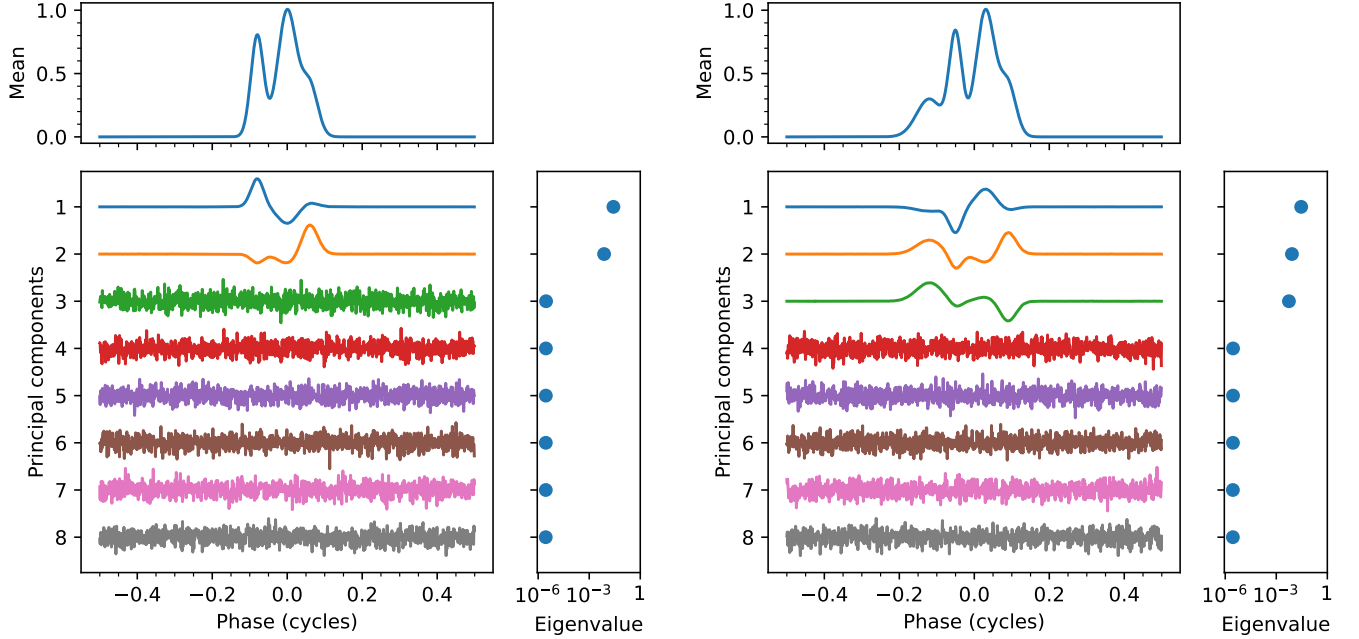 Mean
1.0
0.5
0.0
Principal components
1
2
3
4
5
6
7
8
−0.4 −0.2 0.0 0.2 0.4
Phase (cycles)
10⁻⁶ 10⁻³ 1
Eigenvalue
Mean
1.0
0.5
0.0
Principal components
1
2
3
4
5
6
7
8
−0.4 −0.2 0.0 0.2 0.4
Phase (cycles)
10⁻⁶ 10⁻³ 1
Eigenvalue